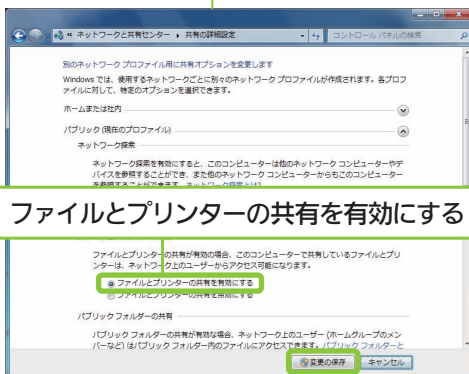 ネットワークと共有センター ▸ 共有の詳細設定
コントロール パネルの検索
別のネットワーク プロファイル用に共有オプションを変更します
Windows では、使用するネットワークごとに別々のネットワーク プロファイルが作成されます。各プロフ
ァイルに対して、特定のオプションを選択できます。
ホームまたは社内
パブリック (現在のプロファイル)
ネットワーク探索
ネットワーク探索を有効にすると、このコンピューターは他のネットワーク コンピューターやデ
バイスを参照することができ、また他のネットワーク コンピューターからもこのコンピューター
を参照することができます。ネットワーク探索とは?
ファイルとプリンターの共有を有効にする
ファイルとプリンターの共有が有効の場合、このコンピューターで共有しているファイルとプリ
ンターは、ネットワーク上のユーザーからアクセス可能になります。
ファイルとプリンターの共有を有効にする
ファイルとプリンターの共有を無効にする
パブリック フォルダーの共有
パブリック フォルダーの共有が有効な場合、ネットワーク上のユーザー (ホームグループのメン
バーなど) はパブリック フォルダー内のファイルにアクセスできます。パブリック フォルダーと
変更の保存
キャンセル